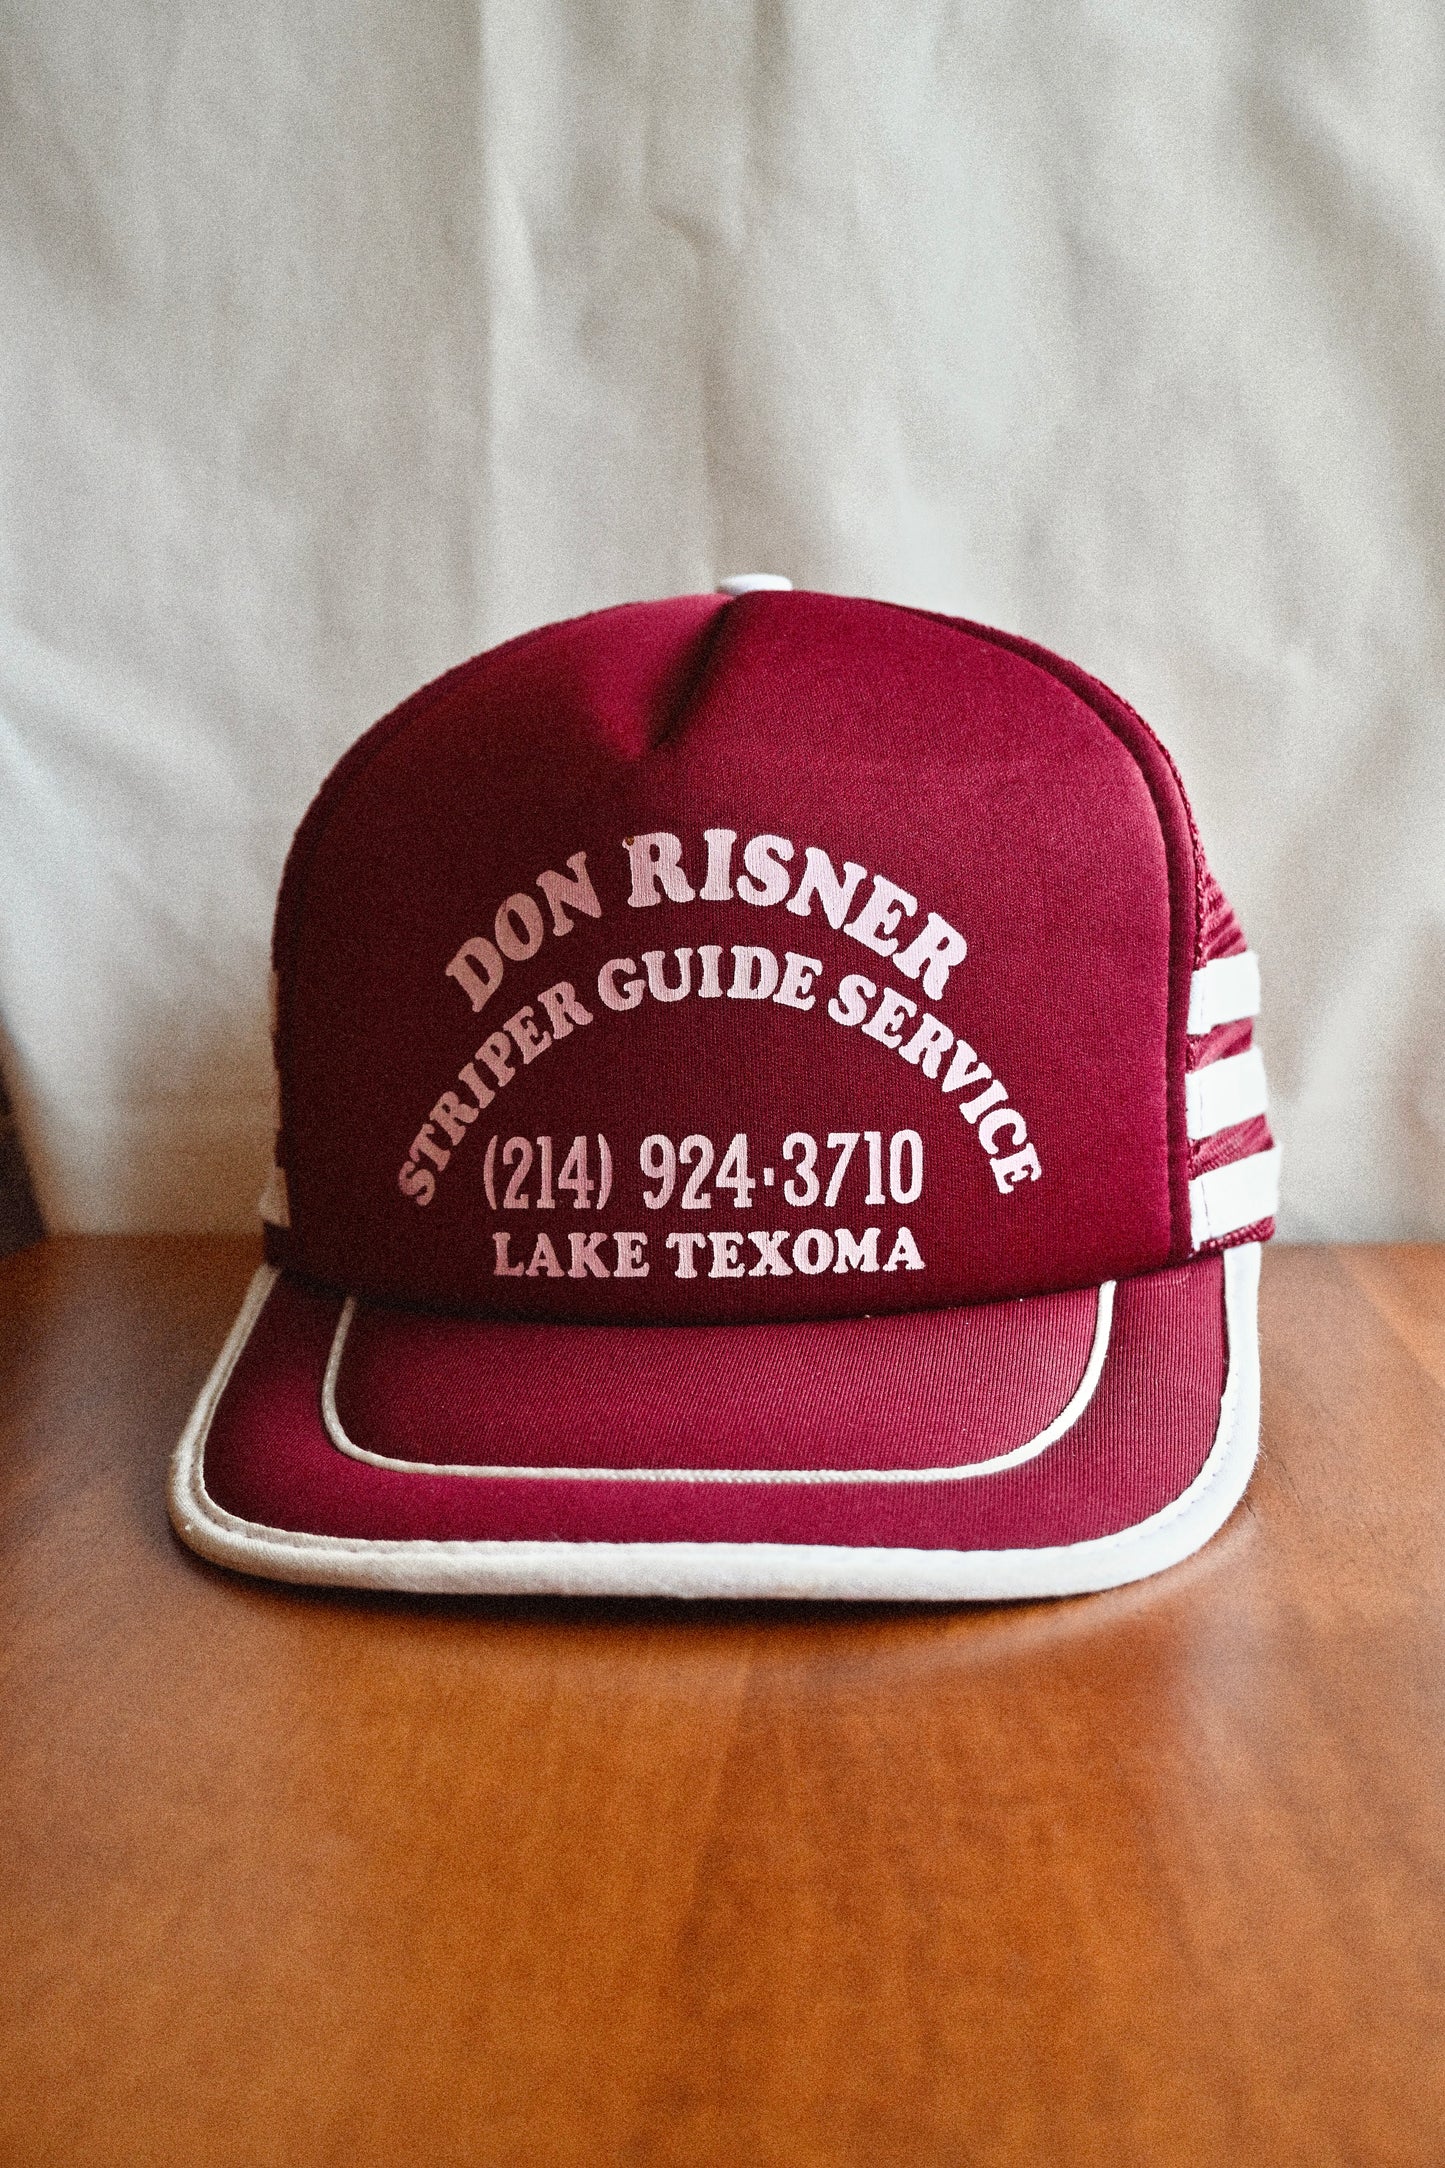 DON RISNER
STRIPER GUIDE SERVICE
(214) 924·3710
LAKE TEXOMA